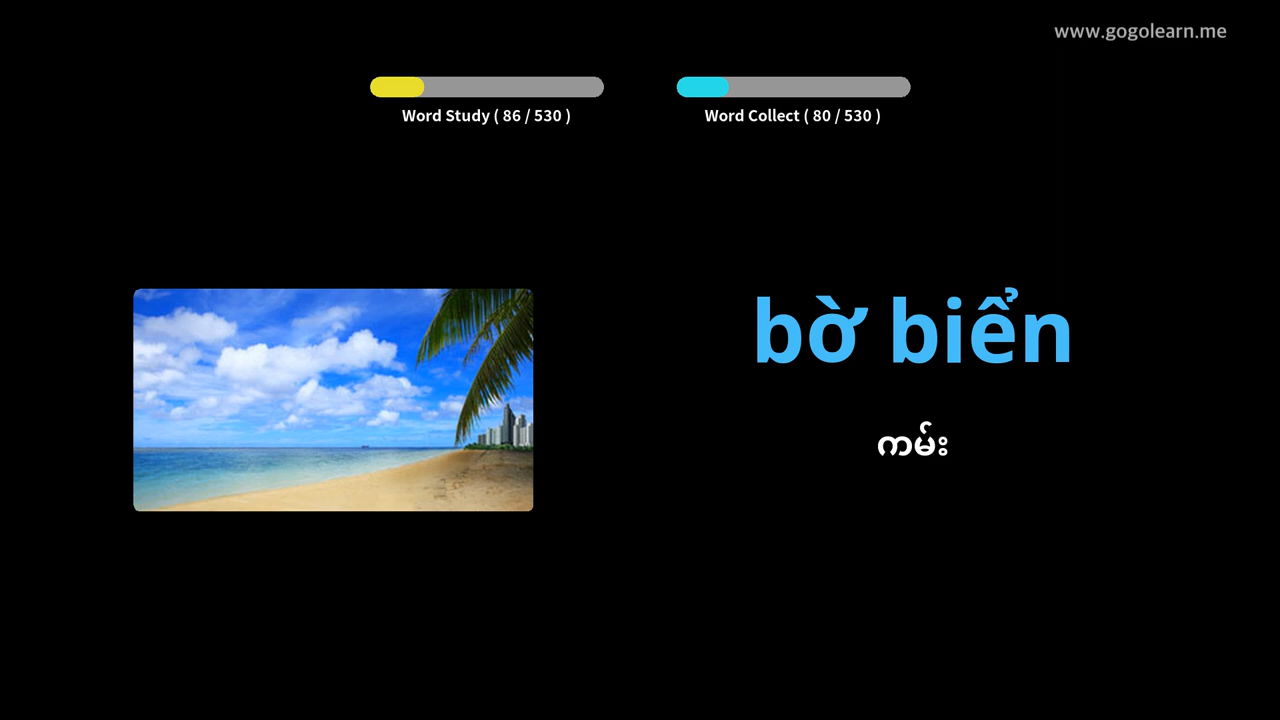 www.gogolearn.me
Word Study ( 86 / 530 )
Word Collect ( 80 / 530 )
bờ biển
ကမ်း